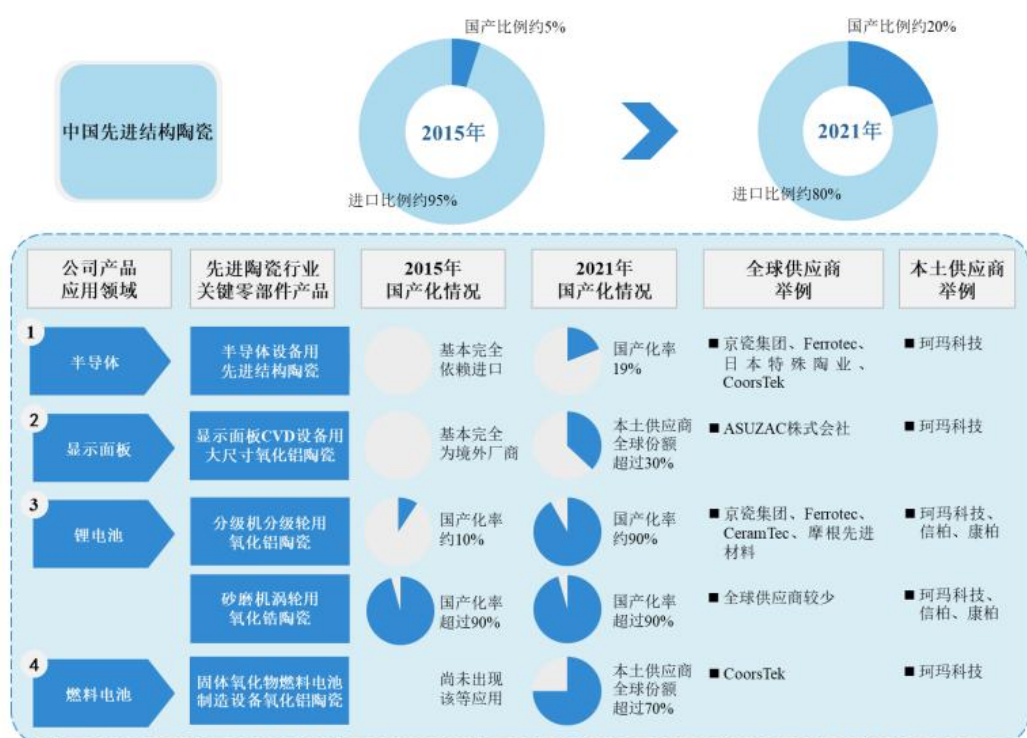 国产比例约5%
国产比例约20%
中国先进结构陶瓷
2015年
2021年
进口比例约95%
进口比例约80%
公司产品
应用领域
先进陶瓷行业
关键零部件产品
2015年
国产化情况
2021年
国产化情况
全球供应商
举例
本土供应商
举例
1
半导体
半导体设备用
先进结构陶瓷
基本完全
依赖进口
国产化率
19%
■ 京瓷集团、Ferrotec、
日本特殊陶业、
CoorsTek
■ 珂玛科技
2
显示面板
显示面板CVD设备用
大尺寸氧化铝陶瓷
基本完全
为境外厂商
本土供应商
全球份额
超过30%
■ ASUZAC株式会社
■ 珂玛科技
3
锂电池
分级机分级轮用
氧化铝陶瓷
国产化率
约10%
国产化率
约90%
■ 京瓷集团、Ferrotec、
CeramTec、摩根先进
材料
■ 珂玛科技、
信柏、康柏
砂磨机涡轮用
氧化锆陶瓷
国产化率
超过90%
国产化率
超过90%
■ 全球供应商较少
■ 珂玛科技、
信柏、康柏
4
燃料电池
固体氧化物燃料电池
制造设备氧化铝陶瓷
尚未出现
该等应用
本土供应商
全球份额
超过70%
■ CoorsTek
■ 珂玛科技